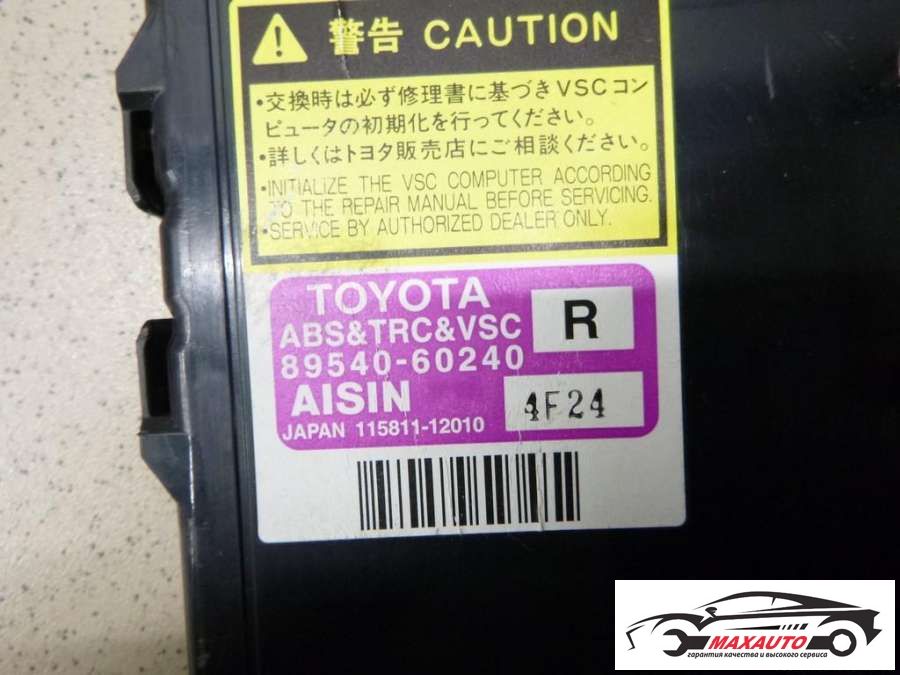 警告 CAUTION
・交換時は必ず修理書に基づきVSCコン
ピュータの初期化を行ってください。
・詳しくはトヨタ販売店にご相談ください。
・INITIALIZE THE VSC COMPUTER ACCORDING
TO THE REPAIR MANUAL BEFORE SERVICING.
・SERVICE BY AUTHORIZED DEALER ONLY.
TOYOTA
ABS&TRC&VSC R
89540-60240
AISIN 4F24
JAPAN 115811-12010
MAXAUTO
гарантия качества и высокого сервиса